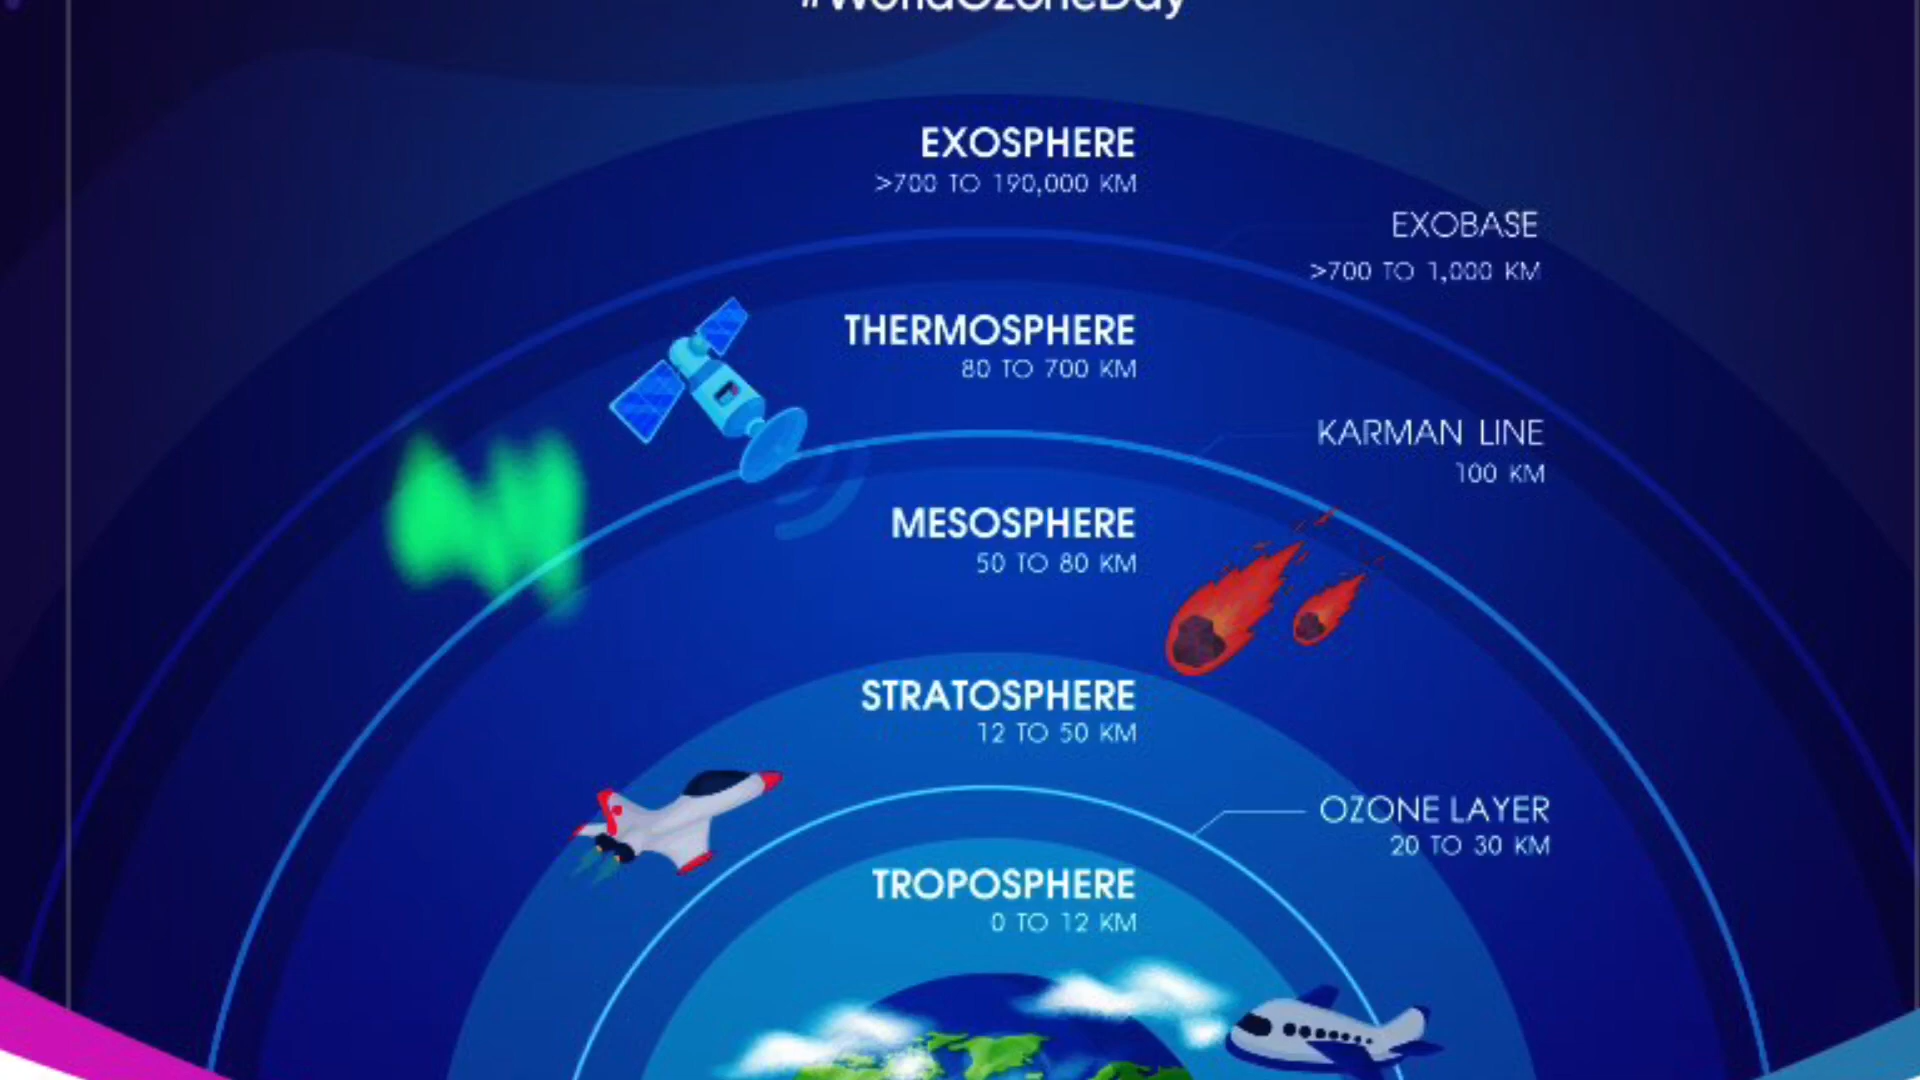 #WorldOzoneDay
EXOSPHERE
>700 TO 190,000 KM
EXOBASE
>700 TO 1,000 KM
THERMOSPHERE
80 TO 700 KM
KARMAN LINE
100 KM
MESOSPHERE
50 TO 80 KM
STRATOSPHERE
12 TO 50 KM
OZONE LAYER
20 TO 30 KM
TROPOSPHERE
0 TO 12 KM